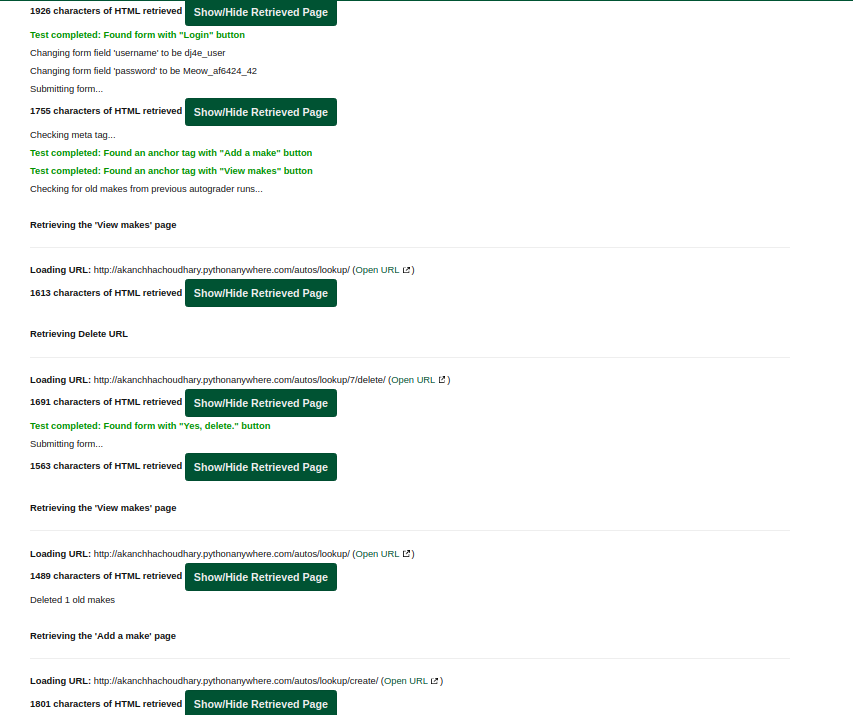 1926 characters of HTML retrieved Show/Hide Retrieved Page
Test completed: Found form with "Login" button
Changing form field 'username' to be dj4e_user
Changing form field 'password' to be Meow_af6424_42
Submitting form...
1755 characters of HTML retrieved Show/Hide Retrieved Page
Checking meta tag...
Test completed: Found an anchor tag with "Add a make" button
Test completed: Found an anchor tag with "View makes" button
Checking for old makes from previous autograder runs...
Retrieving the 'View makes' page
Loading URL: http://akanchhachoudhary.pythonanywhere.com/autos/lookup/ (Open URL )
1613 characters of HTML retrieved Show/Hide Retrieved Page
Retrieving Delete URL
Loading URL: http://akanchhachoudhary.pythonanywhere.com/autos/lookup/7/delete/ (Open URL )
1691 characters of HTML retrieved Show/Hide Retrieved Page
Test completed: Found form with "Yes, delete." button
Submitting form...
1563 characters of HTML retrieved Show/Hide Retrieved Page
Retrieving the 'View makes' page
Loading URL: http://akanchhachoudhary.pythonanywhere.com/autos/lookup/ (Open URL )
1489 characters of HTML retrieved Show/Hide Retrieved Page
Deleted 1 old makes
Retrieving the 'Add a make' page
Loading URL: http://akanchhachoudhary.pythonanywhere.com/autos/lookup/create/ (Open URL )
1801 characters of HTML retrieved Show/Hide Retrieved Page